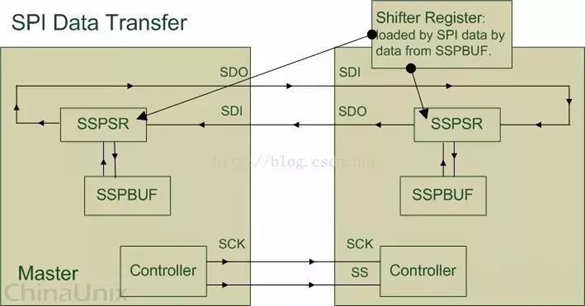 SPI Data Transfer
Shifter Register:
loaded by SPI data by
data from SSPBUF.
SDO
SDI
SDI
SDO
SSPSR
SSPSR
http://blog.csdn.net
SSPBUF
SSPBUF
SCK
SCK
Controller
SS
Controller
Master
ChinaUnix